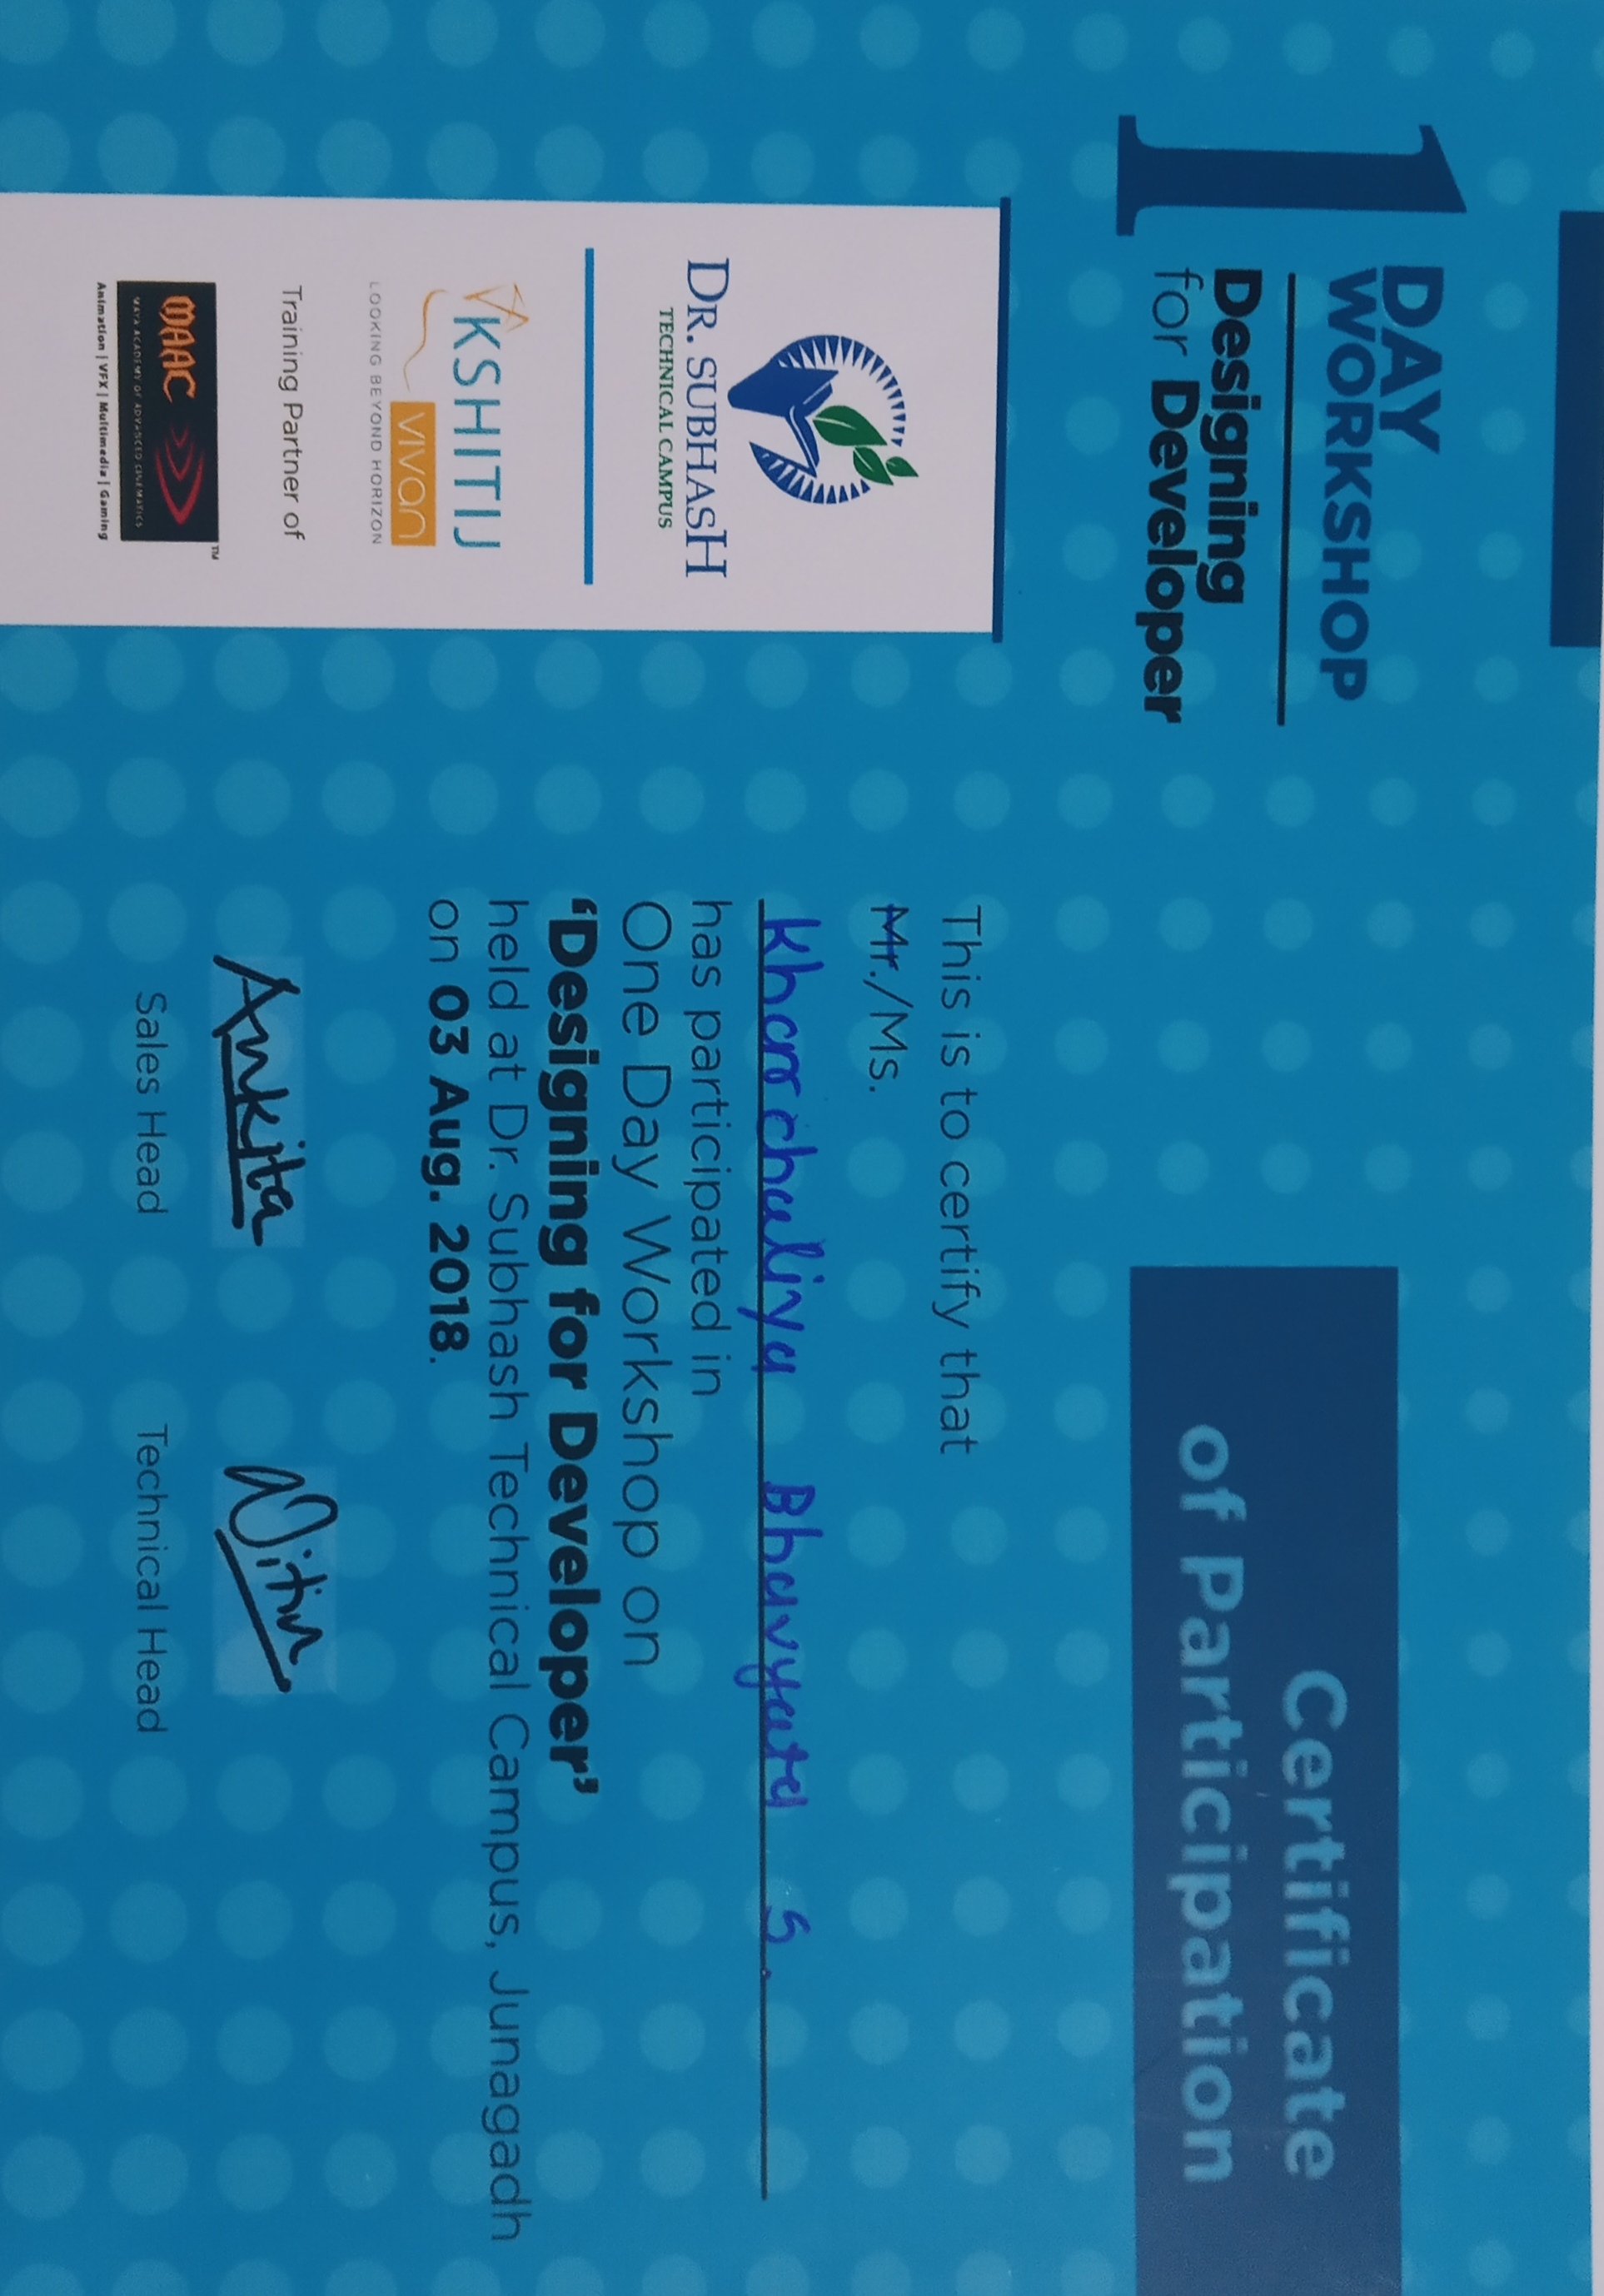 1 DAY
WORKSHOP
Designing
for Developer
Certificate
of Participation
DR. SUBHASH
TECHNICAL CAMPUS
KSHITIJ
VIVAN
LOOKING BEYOND HORIZON
Training Partner of
MAAC TM
MAYA ACADEMY OF ADVANCED CINEMATICS
Animation | VFX | Multimedia | Gaming
This is to certify that
Mr./Ms.
Kharchaliya Bhavyata S.
has participated in
One Day Workshop on
‘Designing for Developer’
held at Dr. Subhash Technical Campus, Junagadh
on 03 Aug. 2018.
Ankita Nitin
Sales Head Technical Head